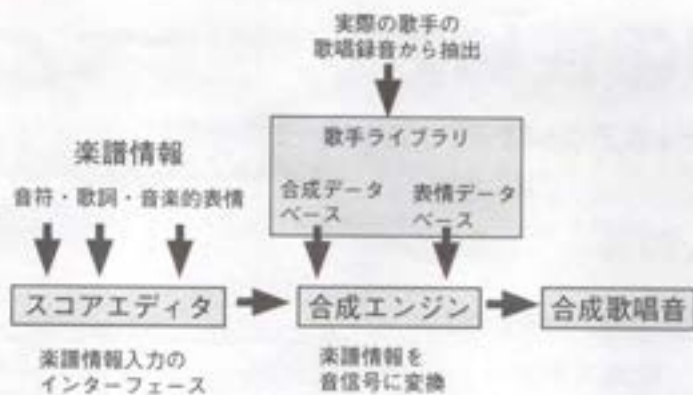 実際の歌手の
歌唱録音から抽出
歌手ライブラリ
楽譜情報
音符・歌詞・音楽的表情
合成データ
ベース
表情データ
ベース
スコアエディタ
合成エンジン
合成歌唱音
楽譜情報入力の
インターフェース
楽譜情報を
音信号に変換